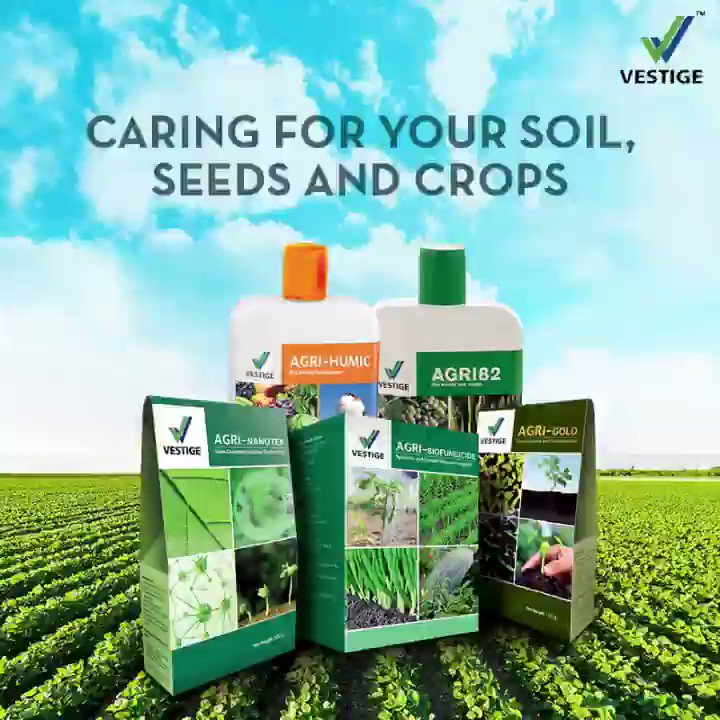 ™
VESTIGE
CARING FOR YOUR SOIL,
SEEDS AND CROPS
VESTIGE
AGRI-HUMIC
VESTIGE
AGRI82
VESTIGE
AGRI-NANOTEK
VESTIGE
AGRI-BIOFUNGICIDE
VESTIGE
AGRI-GOLD